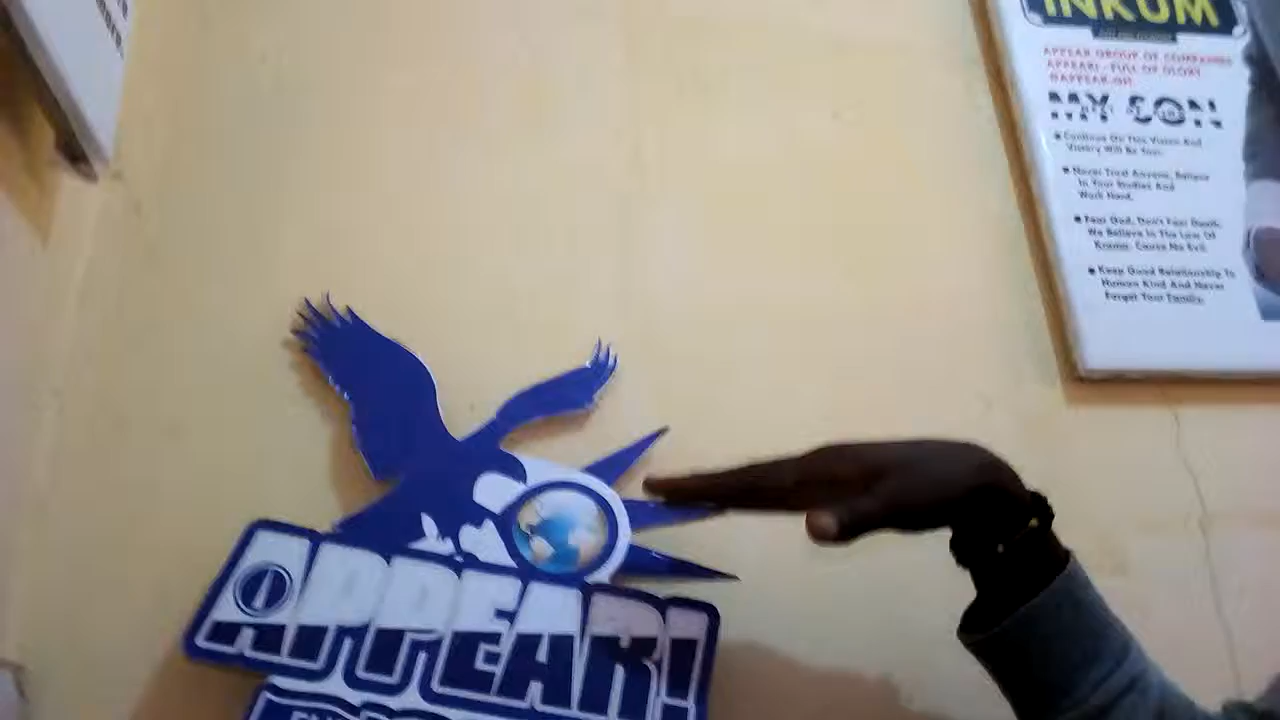 INKUM
APPEAR GROUP OF COMPANIES
APPEAR! - FULL OF GLORY
MY SON
Continue On This Vision And
Victory Will Be Your.
Never Trust Anyone, Believe
In Your Studies And
Work Hard.
Fear God, Don't Fear Death,
We Believe In The Law Of
Krama. Cause No Evil.
Keep Good Relationship To
Human Kind And Never
Forget Your Family.
APPEAR!